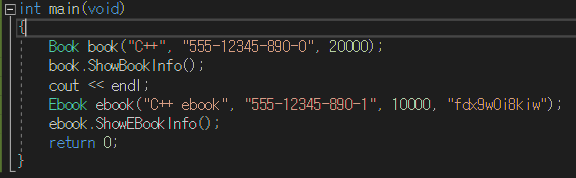 int main(void)
{
Book book("C++", "555-12345-890-0", 20000);
book.ShowBookInfo();
cout << endl;
Ebook ebook("C++ ebook", "555-12345-890-1", 10000, "fdx9w0i8kiw");
ebook.ShowEBookInfo();
return 0;
}